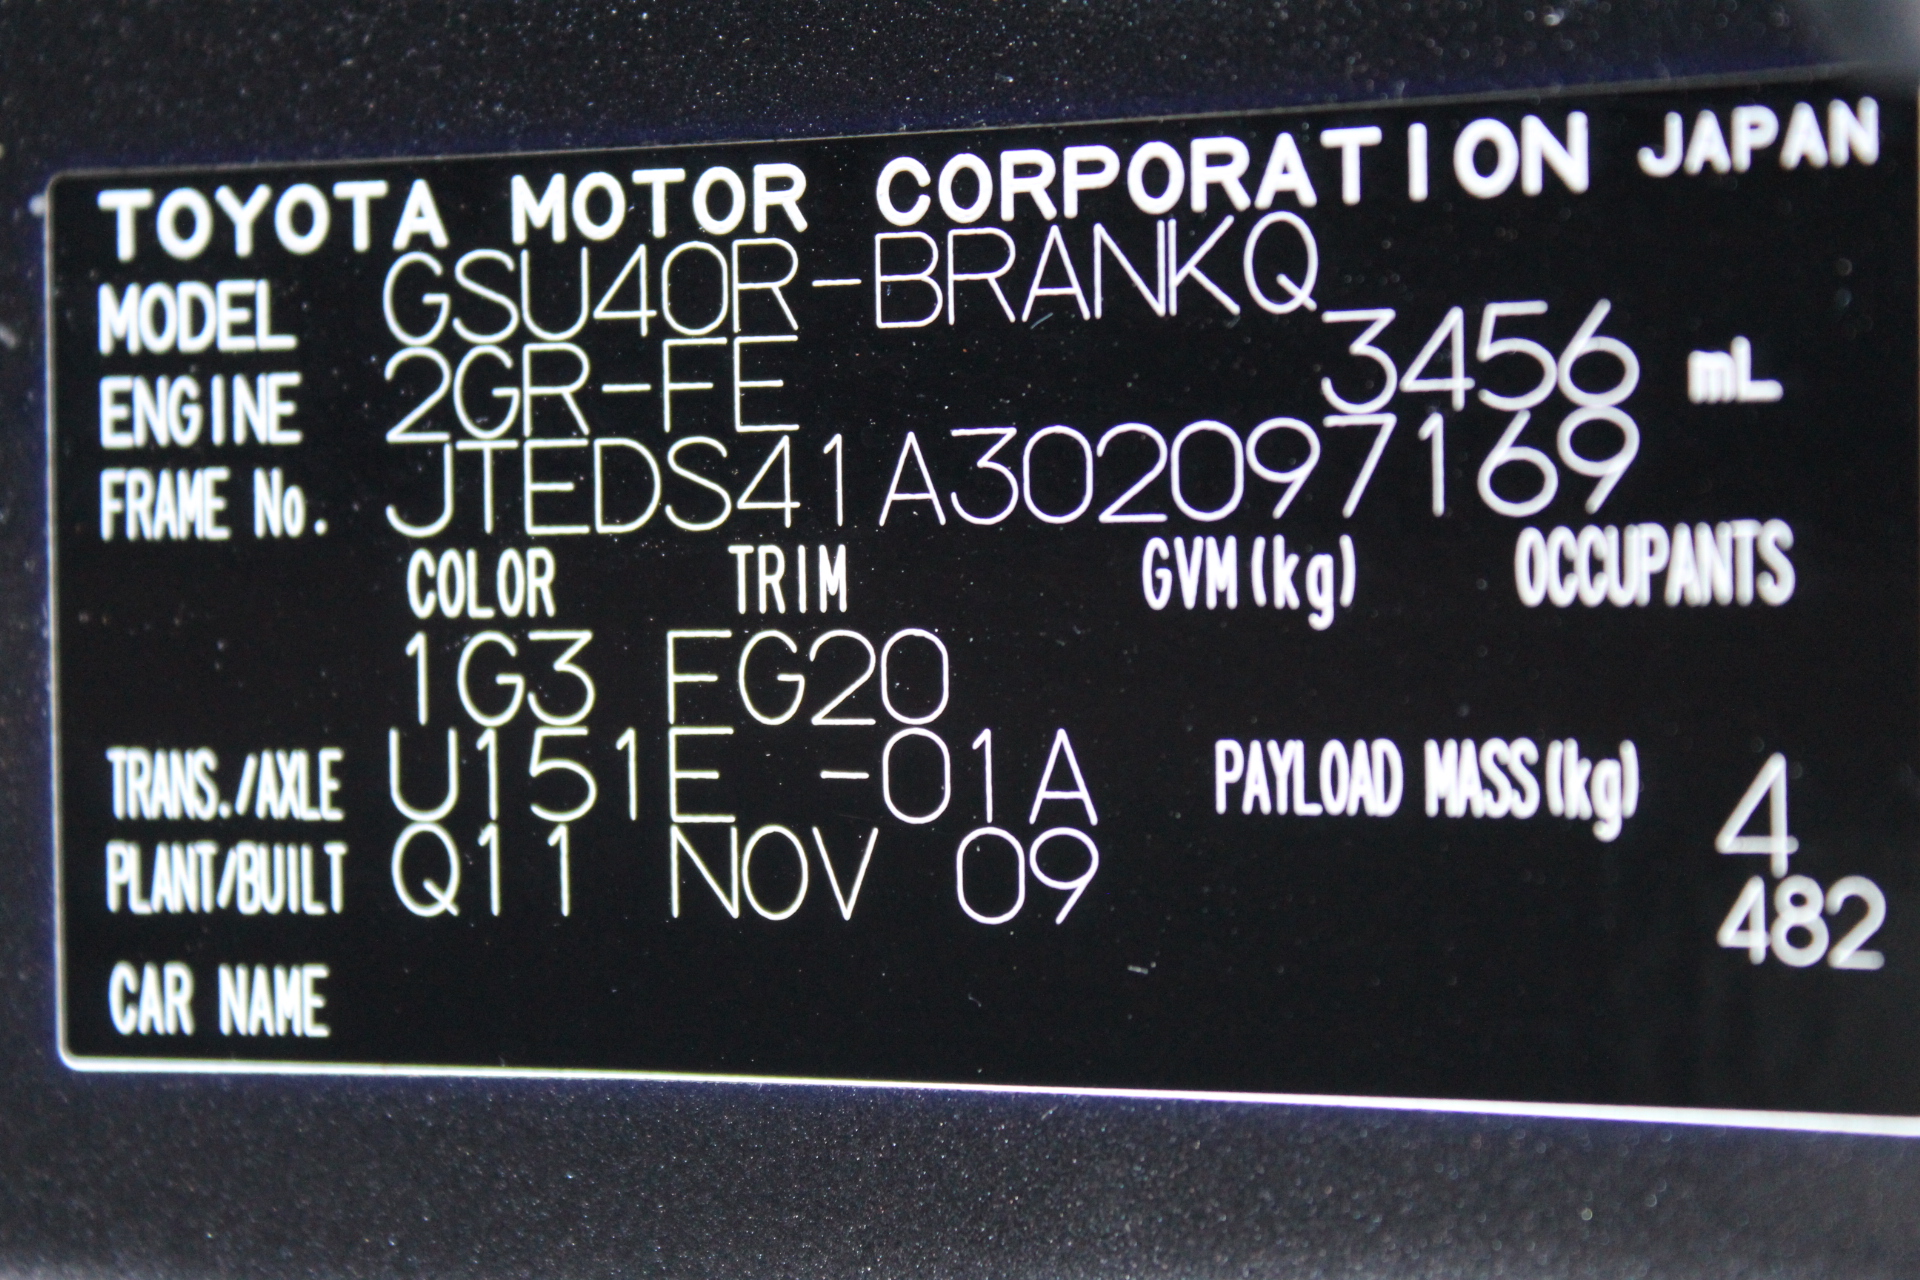 TOYOTA MOTOR CORPORATION JAPAN
MODEL GSU40R-BRANKQ
ENGINE 2GR-FE 3456 mL
FRAME No. JTEDS41A302097169
COLOR TRIM GVM(kg) OCCUPANTS
1G3 FG20
TRANS./AXLE U151E -01A PAYLOAD MASS(kg) 4
PLANT/BUILT Q11 NOV 09 482
CAR NAME